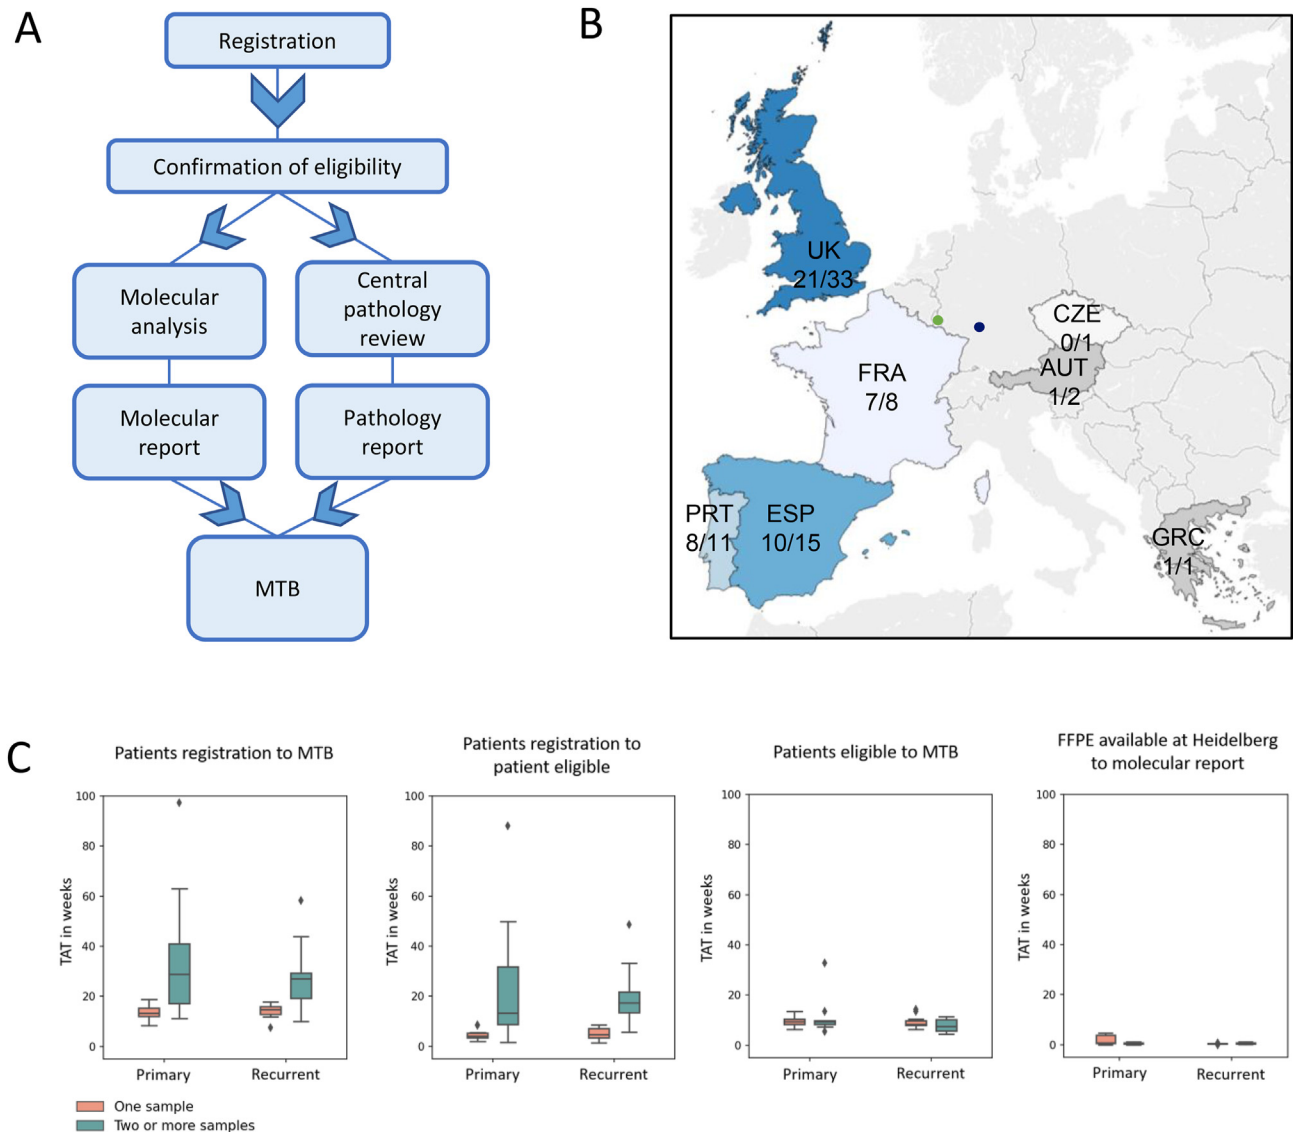 A
Registration
Confirmation of eligibility
Molecular
analysis
Central
pathology
review
Molecular
report
Pathology
report
MTB
B
UK
21/33
CZE
0/1
AUT
1/2
FRA
7/8
PRT
8/11
ESP
10/15
GRC
1/1
C
Patients registration to MTB
TAT in weeks
100
80
60
40
20
0
Primary
Recurrent
Patients registration to
patient eligible
TAT in weeks
100
80
60
40
20
0
Primary
Recurrent
Patients eligible to MTB
TAT in weeks
100
80
60
40
20
0
Primary
Recurrent
FFPE available at Heidelberg
to molecular report
TAT in weeks
100
80
60
40
20
0
Primary
Recurrent
One sample
Two or more samples